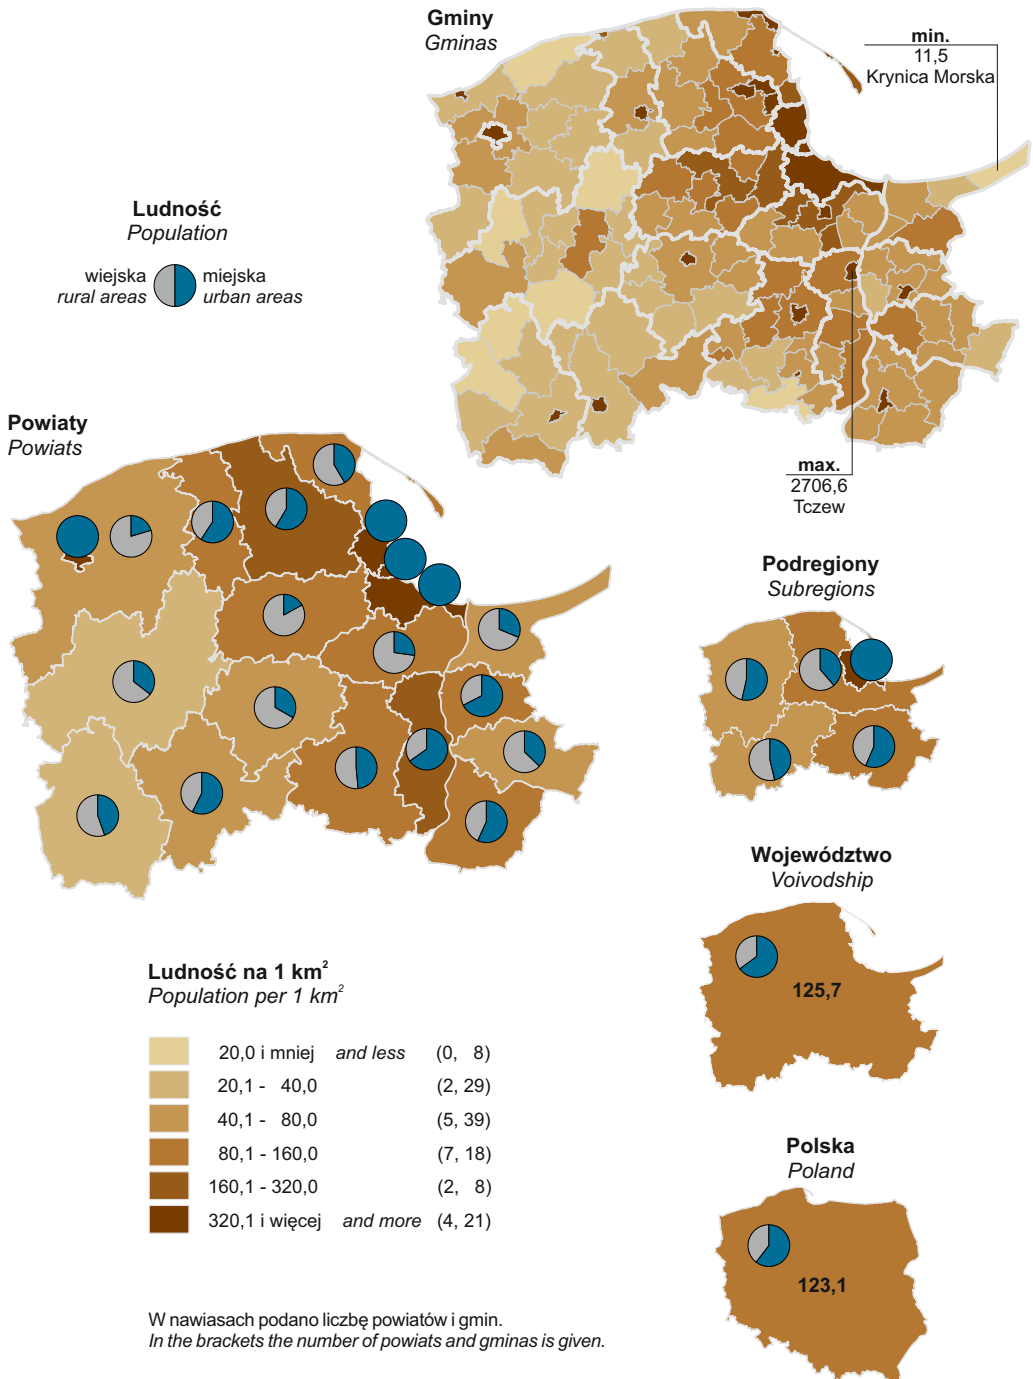 Gminy
Gminas
min.
11,5
Krynica Morska
Ludność
Population
wiejska
rural areas
miejska
urban areas
max.
2706,6
Tczew
Powiaty
Powiats
Podregiony
Subregions
Województwo
Voivodship
125,7
Ludność na 1 km²
Population per 1 km²
20,0 i mniej and less (0, 8)
20,1 - 40,0 (2, 29)
40,1 - 80,0 (5, 39)
80,1 - 160,0 (7, 18)
160,1 - 320,0 (2, 8)
320,1 i więcej and more (4, 21)
Polska
Poland
123,1
W nawiasach podano liczbę powiatów i gmin.
In the brackets the number of powiats and gminas is given.